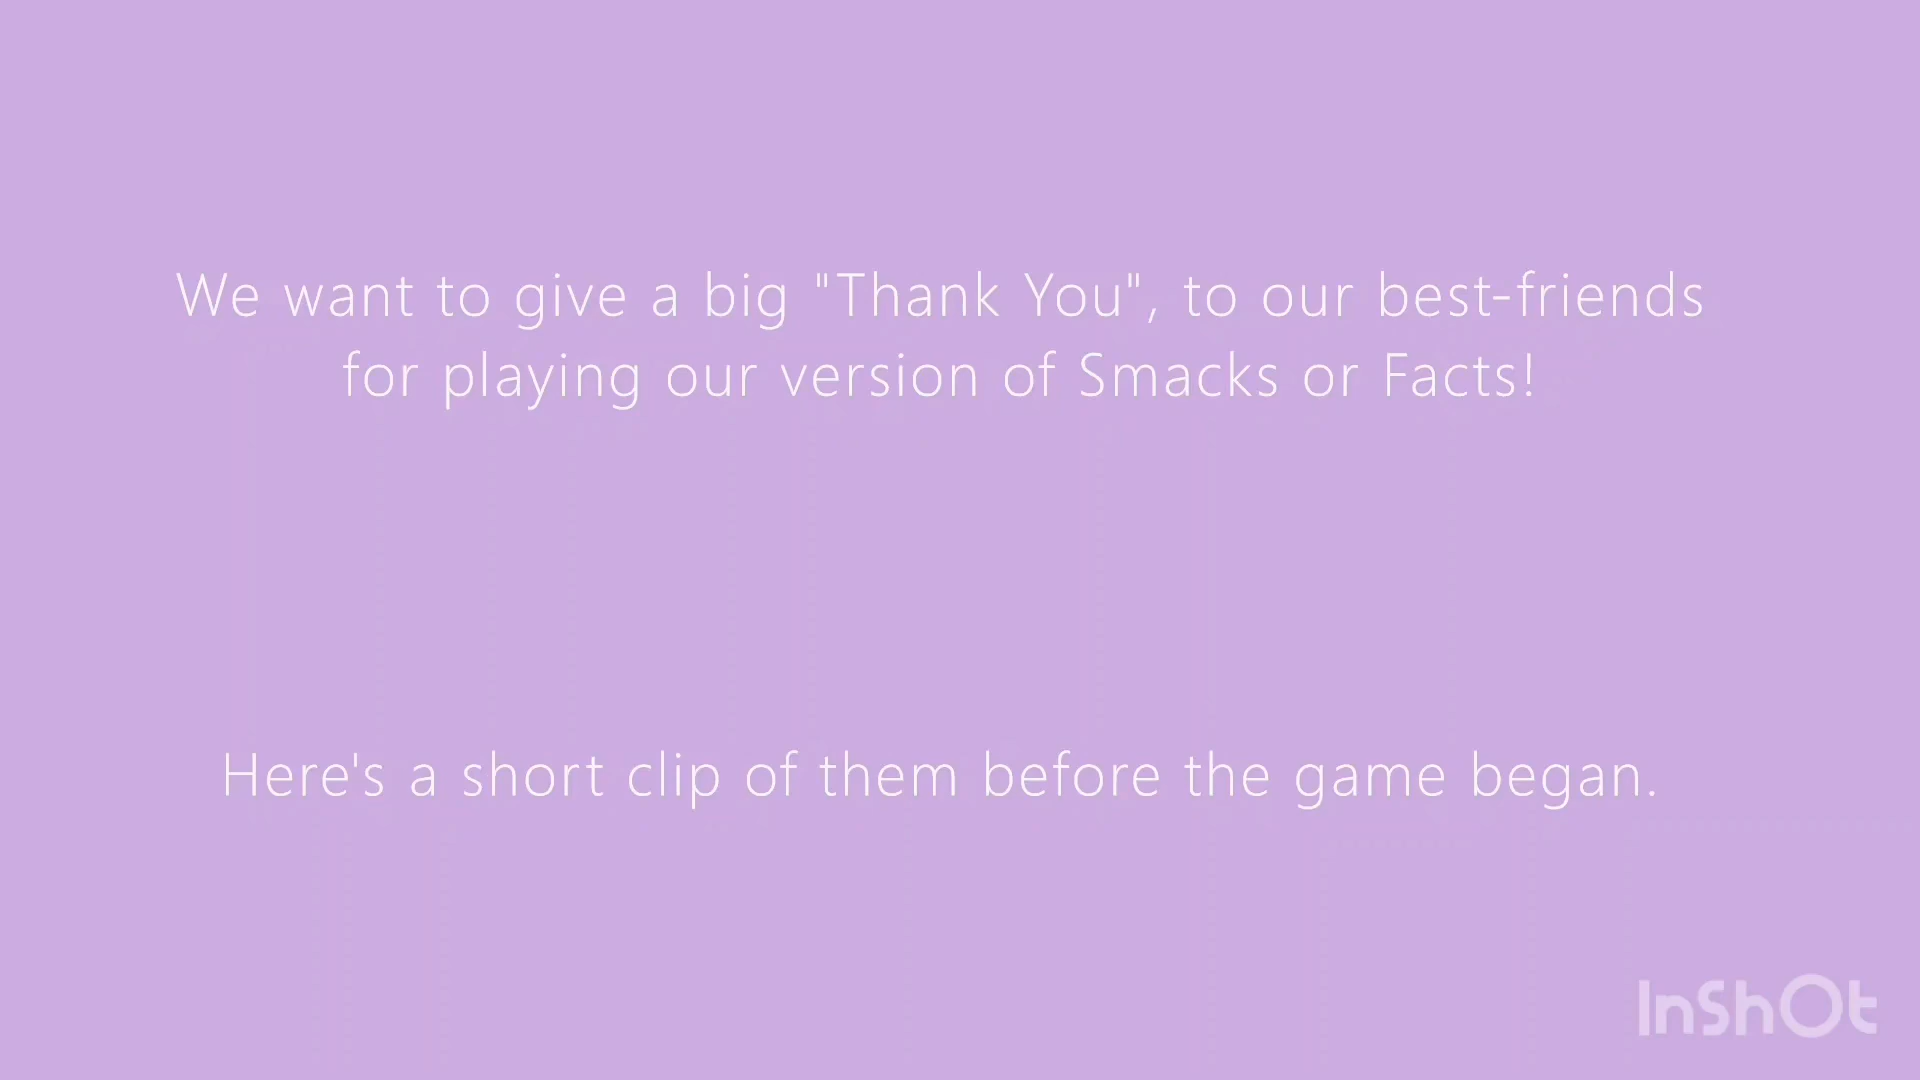 We want to give a big "Thank You", to our best-friends
for playing our version of Smacks or Facts!
Here's a short clip of them before the game began.
InShOt